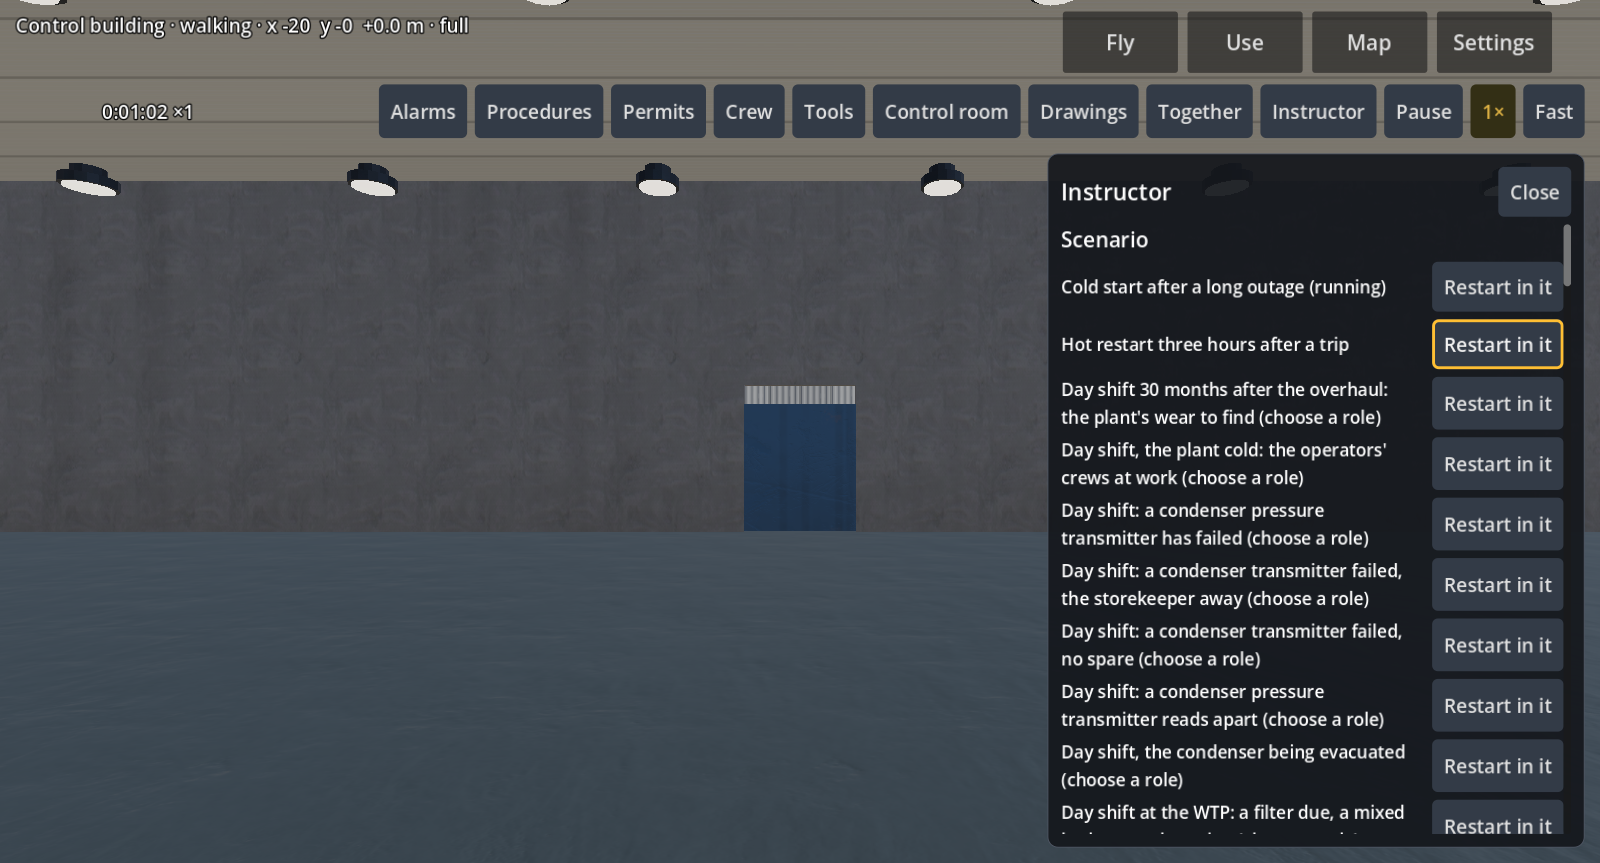 Control building · walking · x -20 y -0 +0.0 m · full
Fly
Use
Map
Settings
0:01:02 ×1
Alarms
Procedures
Permits
Crew
Tools
Control room
Drawings
Together
Instructor
Pause
1×
Fast
Instructor
Close
Scenario
Cold start after a long outage (running)
Restart in it
Hot restart three hours after a trip
Restart in it
Day shift 30 months after the overhaul:
the plant's wear to find (choose a role)
Restart in it
Day shift, the plant cold: the operators'
crews at work (choose a role)
Restart in it
Day shift: a condenser pressure
transmitter has failed (choose a role)
Restart in it
Day shift: a condenser transmitter failed,
the storekeeper away (choose a role)
Restart in it
Day shift: a condenser transmitter failed,
no spare (choose a role)
Restart in it
Day shift: a condenser pressure
transmitter reads apart (choose a role)
Restart in it
Day shift, the condenser being evacuated
(choose a role)
Restart in it
Day shift at the WTP: a filter due, a mixed
Restart in it